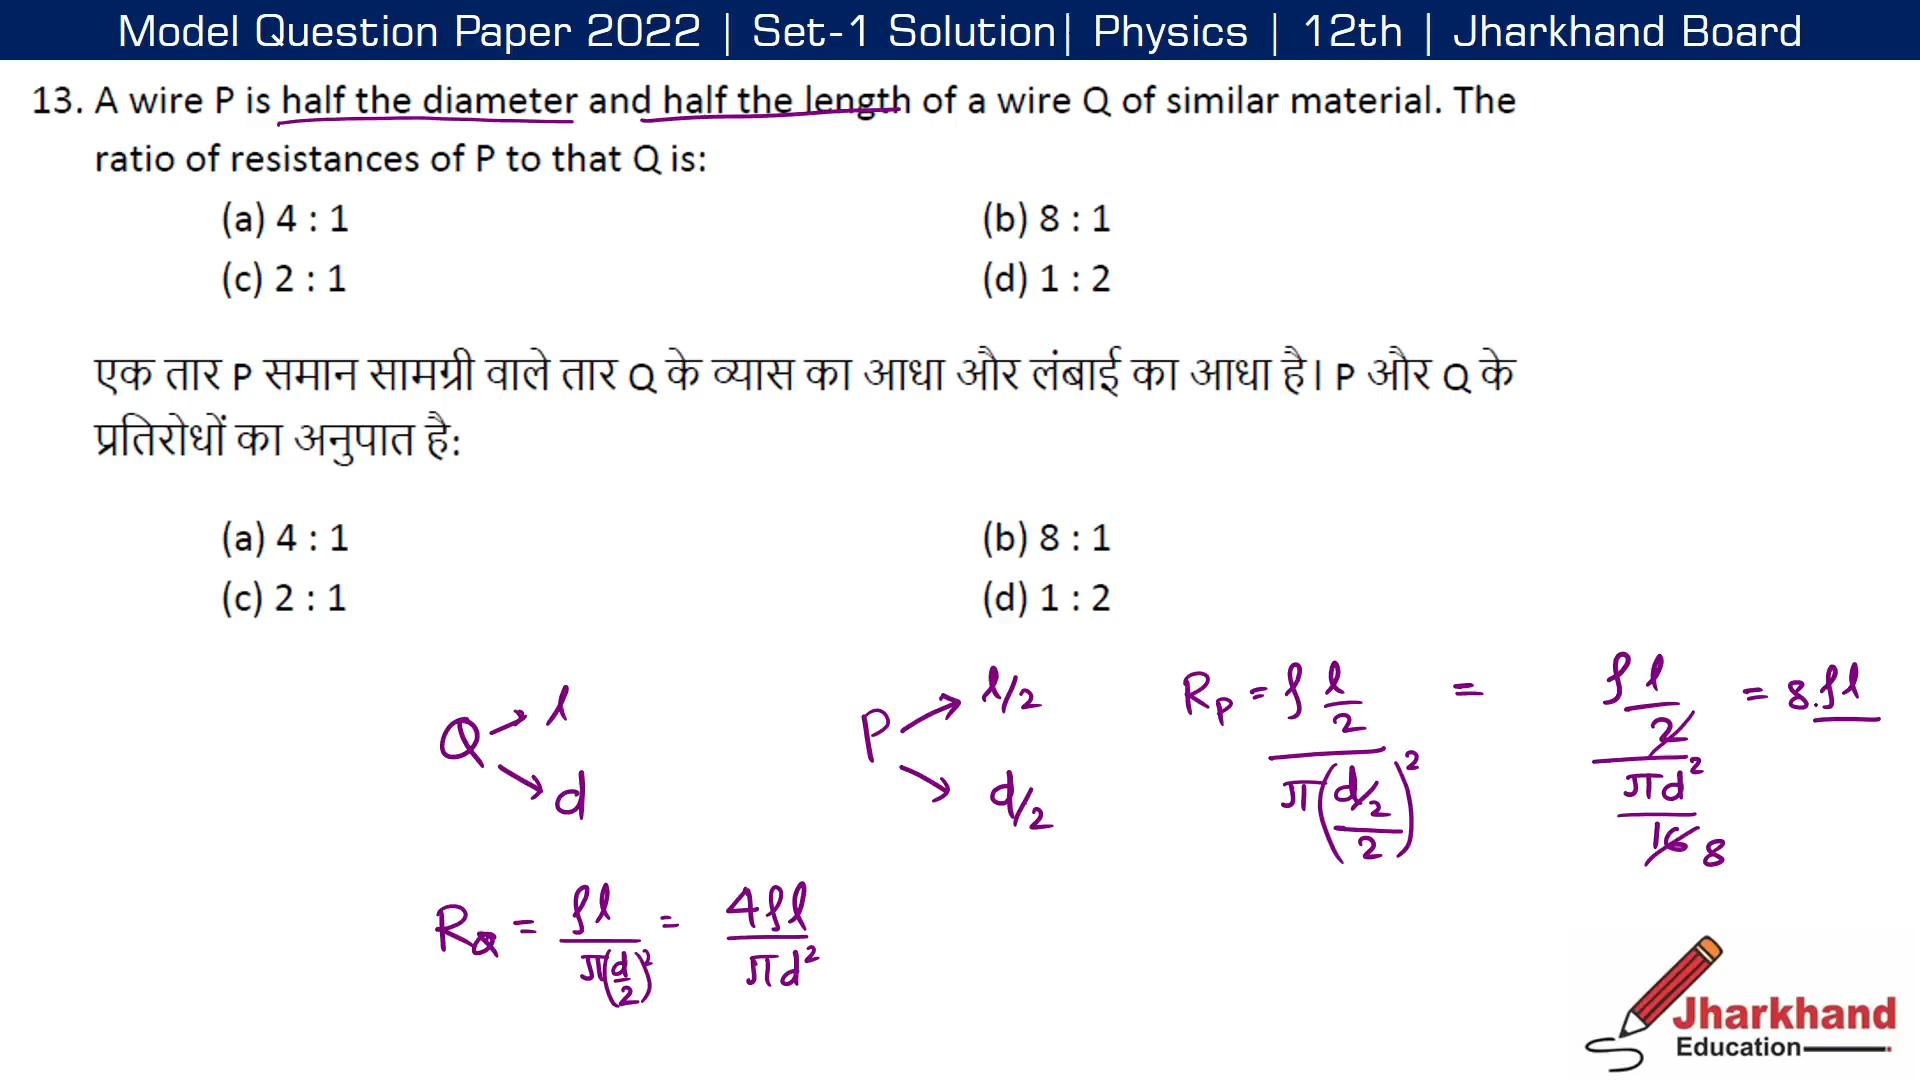 Model Question Paper 2022 | Set-1 Solution| Physics | 12th | Jharkhand Board
13. A wire P is half the diameter and half the length of a wire Q of similar material. The
ratio of resistances of P to that Q is:
(a) 4 : 1 (b) 8 : 1
(c) 2 : 1 (d) 1 : 2
एक तार P समान सामग्री वाले तार Q के व्यास का आधा और लंबाई का आधा है। P और Q के
प्रतिरोधों का अनुपात है:
(a) 4 : 1 (b) 8 : 1
(c) 2 : 1 (d) 1 : 2
Q → l
→ d
P → l/2
→ d/2
R_P = ρ l/2 / π((d/2)/2)² = ρ l/2 / πd²/16 8 = 8.ρl
R_Q = ρl / π(d/2)² = 4ρl / πd²
Jharkhand
Education